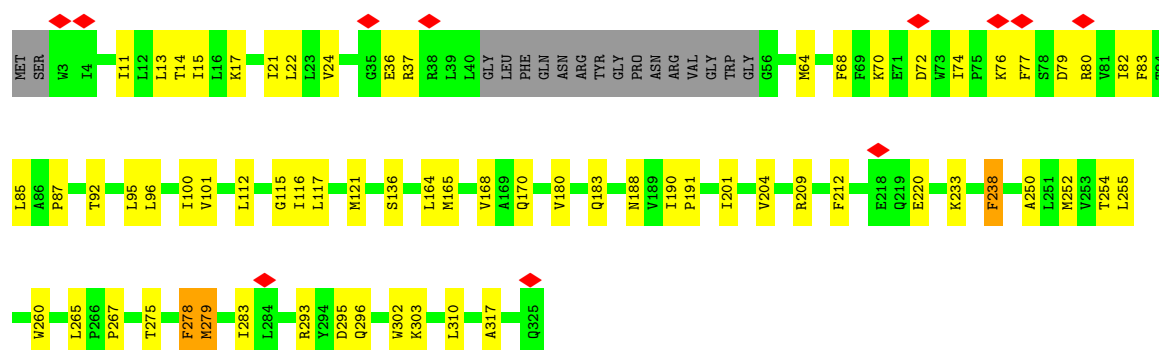 MET SER W3 I4 I11 L12 L13 T14 I15 L16 K17 I21 L22 L23 V24 G35 E36 R37 R38 L39 L40 GLY LEU PHE GLN ASN ARG TYR GLY PRO ASN ARG VAL GLY TRP GLY G56 M64 F68 F69 K70 E71 D72 W73 I74 P75 K76 F77 S78 D79 R80 V81 I82 F83
L85 A86 P87 T92 L95 L96 I100 V101 L112 G115 I116 L117 M121 S136 L164 M165 V168 A169 Q170 V180 Q183 N188 V189 I190 P191 I201 V204 R209 F212 E218 Q219 E220 K233 F238 A250 L251 M252 V253 T254 L255
W260 L265 P266 P267 T275 F278 M279 I283 L284 R293 Y294 D295 Q296 W302 K303 L310 A317 Q325